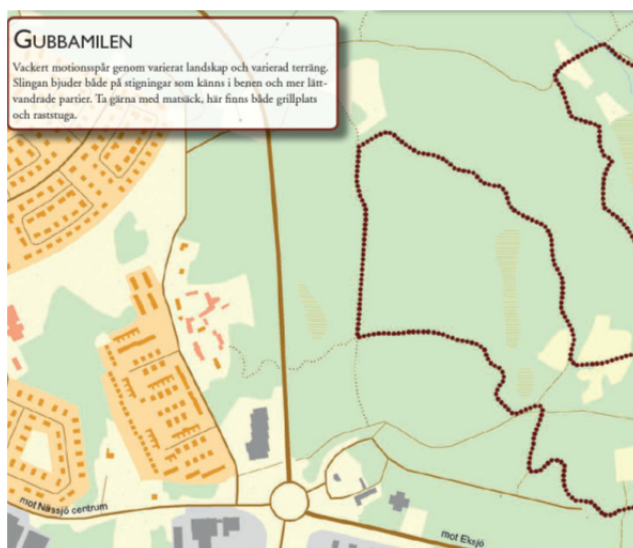 GUBBAMILEN
Vackert motionsspår genom varierat landskap och varierad terräng.
Slingan bjuder både på stigningar som känns i benen och mer lätt-
vandrade partier. Ta gärna med matsäck, här finns både grillplats
och raststuga.
mot Nässjö centrum
mot Eksjö